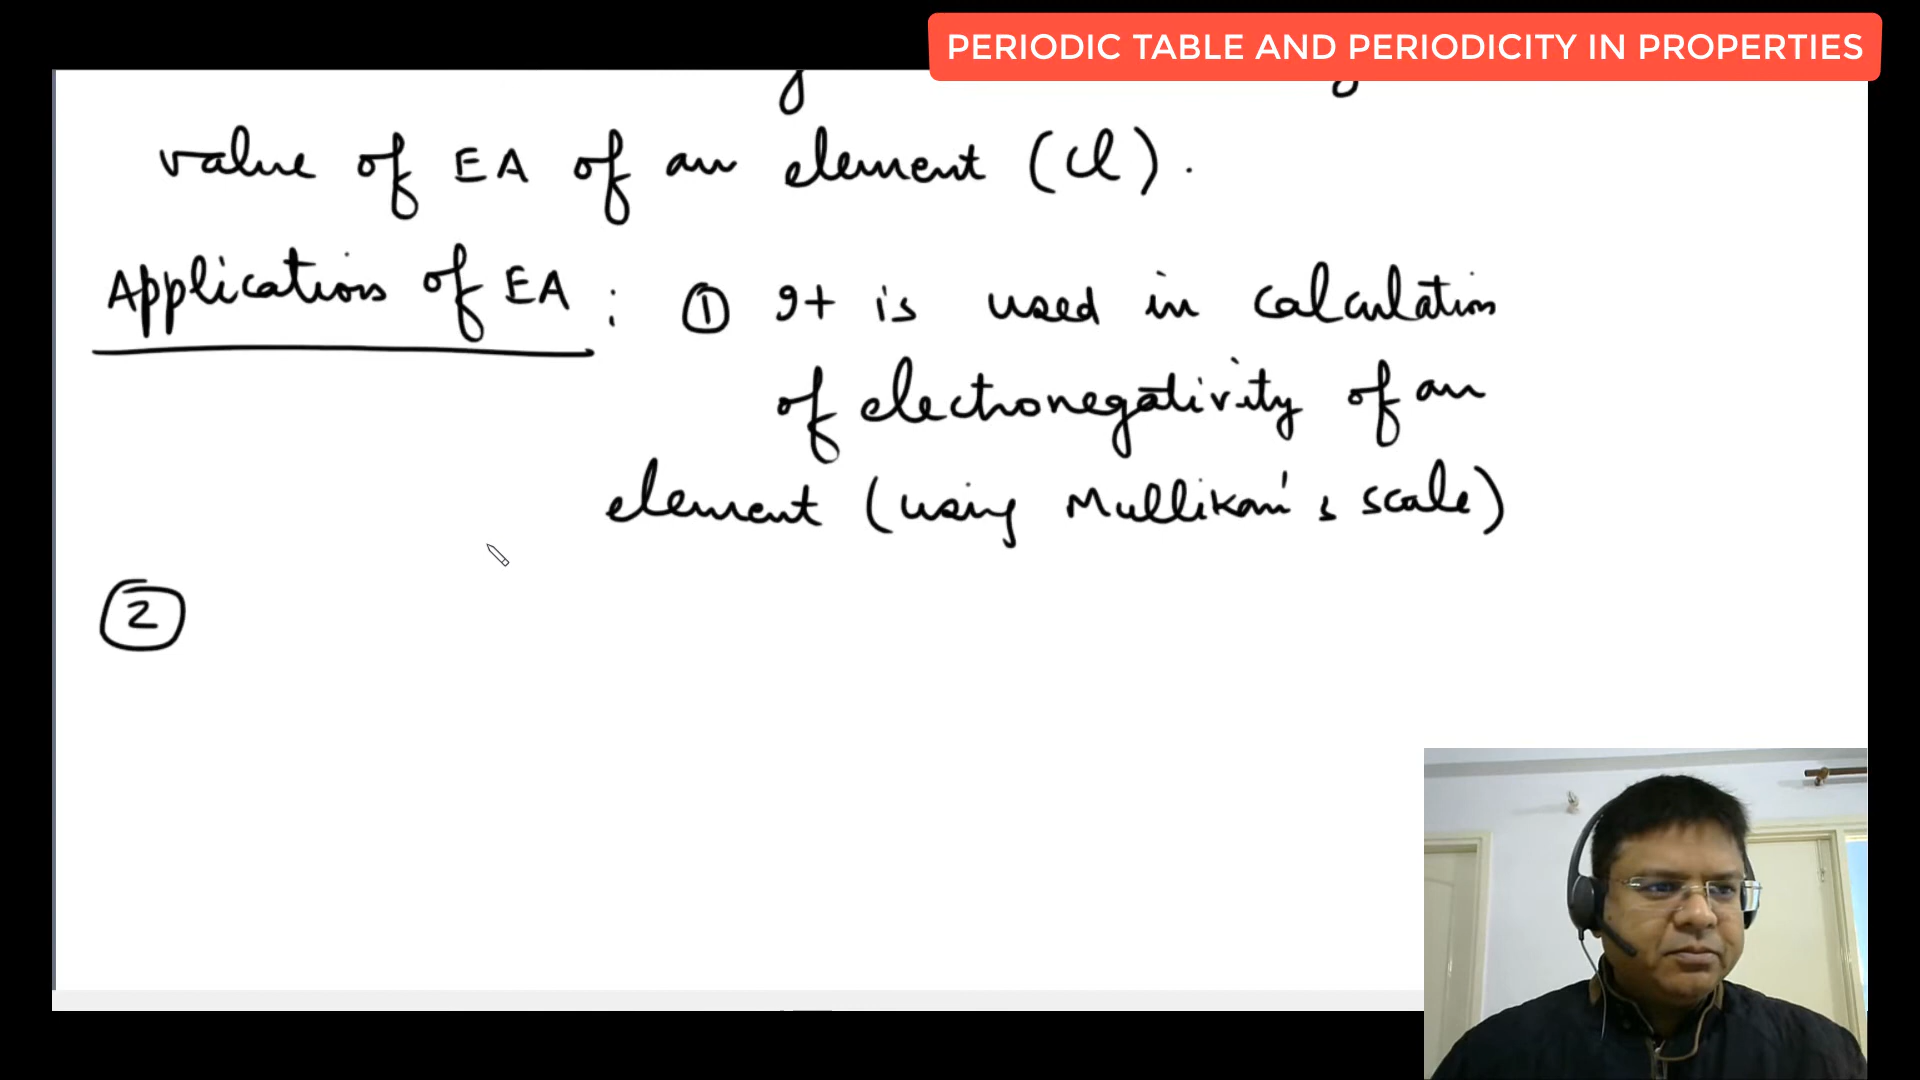 PERIODIC TABLE AND PERIODICITY IN PROPERTIES
value of EA of an element (Cl).
Applications of EA : ① It is used in calculation
of electronegativity of an
element (using Mullikan's scale)
②